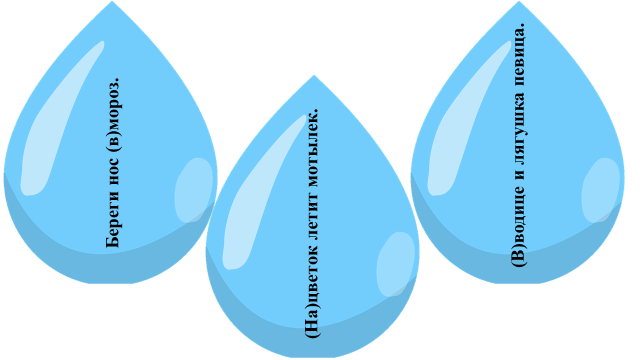 Береги нос (в)мороз.
(На)цветок летит мотылек.
(В)водице и лягушка певица.